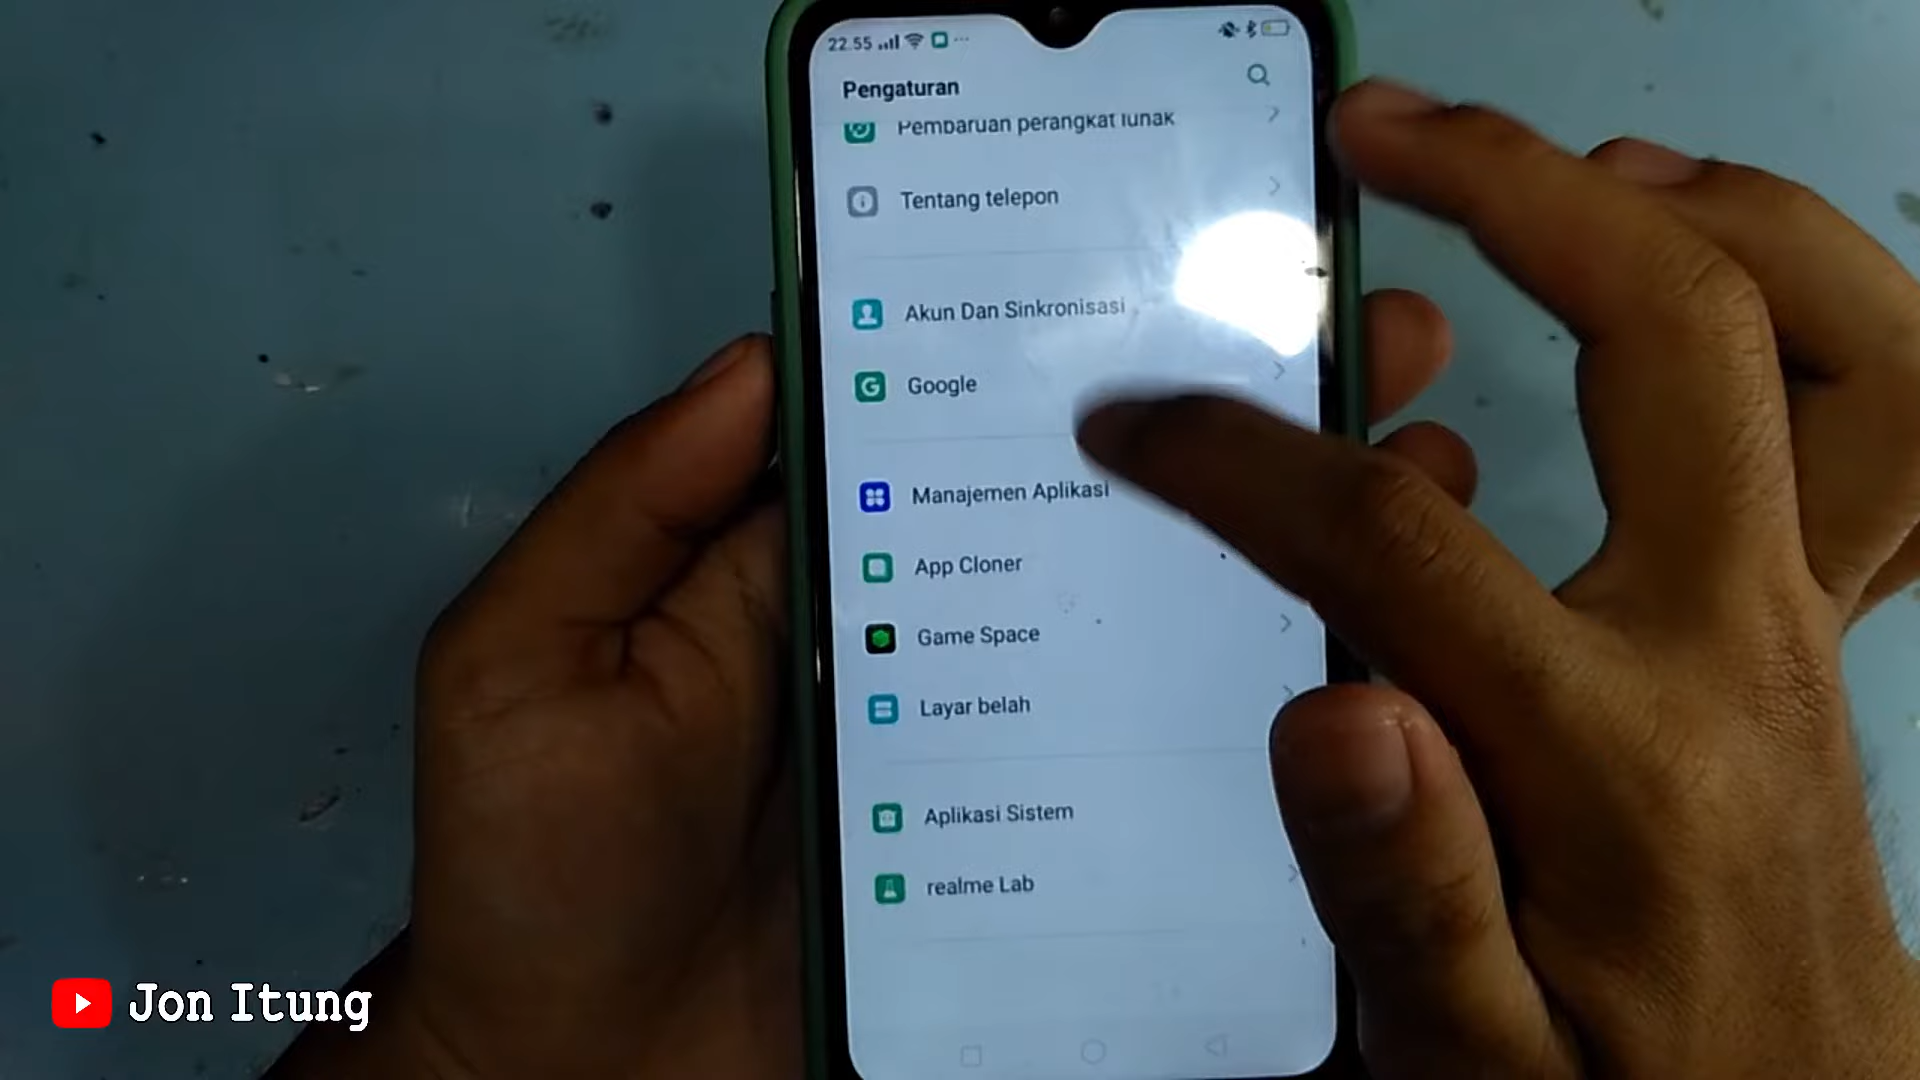 22.55
Pengaturan
Pembaruan perangkat lunak
Tentang telepon
Akun Dan Sinkronisasi
Google
Manajemen Aplikasi
App Cloner
Game Space
Layar belah
Aplikasi Sistem
realme Lab
Jon Itung